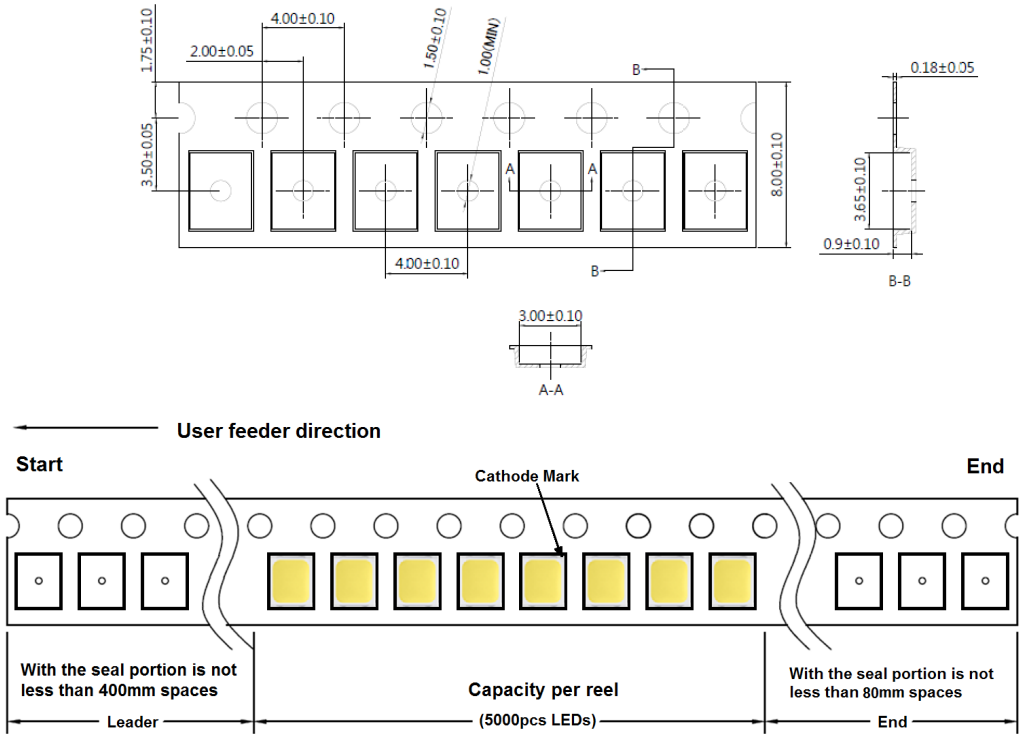 4.00±0.10
2.00±0.05
1.75±0.10
1.50±0.10
1.00(MIN)
B
0.18±0.05
3.50±0.05
A
A
8.00±0.10
3.65±0.10
4.00±0.10
B
0.9±0.10
B-B
3.00±0.10
A-A
User feeder direction
Start
End
Cathode Mark
With the seal portion is not
less than 400mm spaces
Capacity per reel
With the seal portion is not
less than 80mm spaces
Leader
(5000pcs LEDs)
End